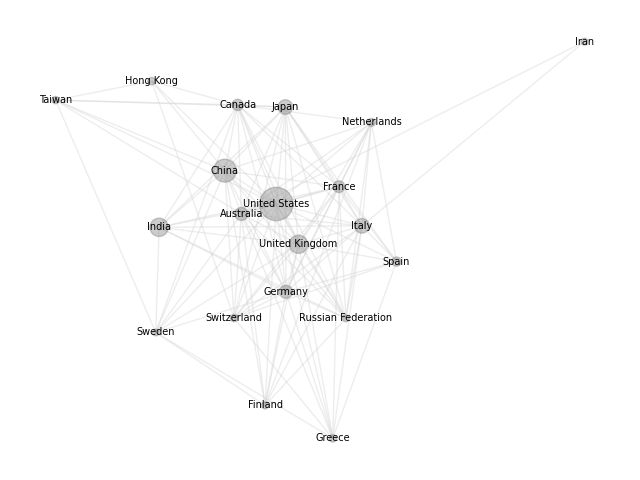 Iran
Hong Kong
Taiwan
Canada
Japan
Netherlands
China
France
United States
Australia
India
Italy
United Kingdom
Spain
Germany
Switzerland
Russian Federation
Sweden
Finland
Greece